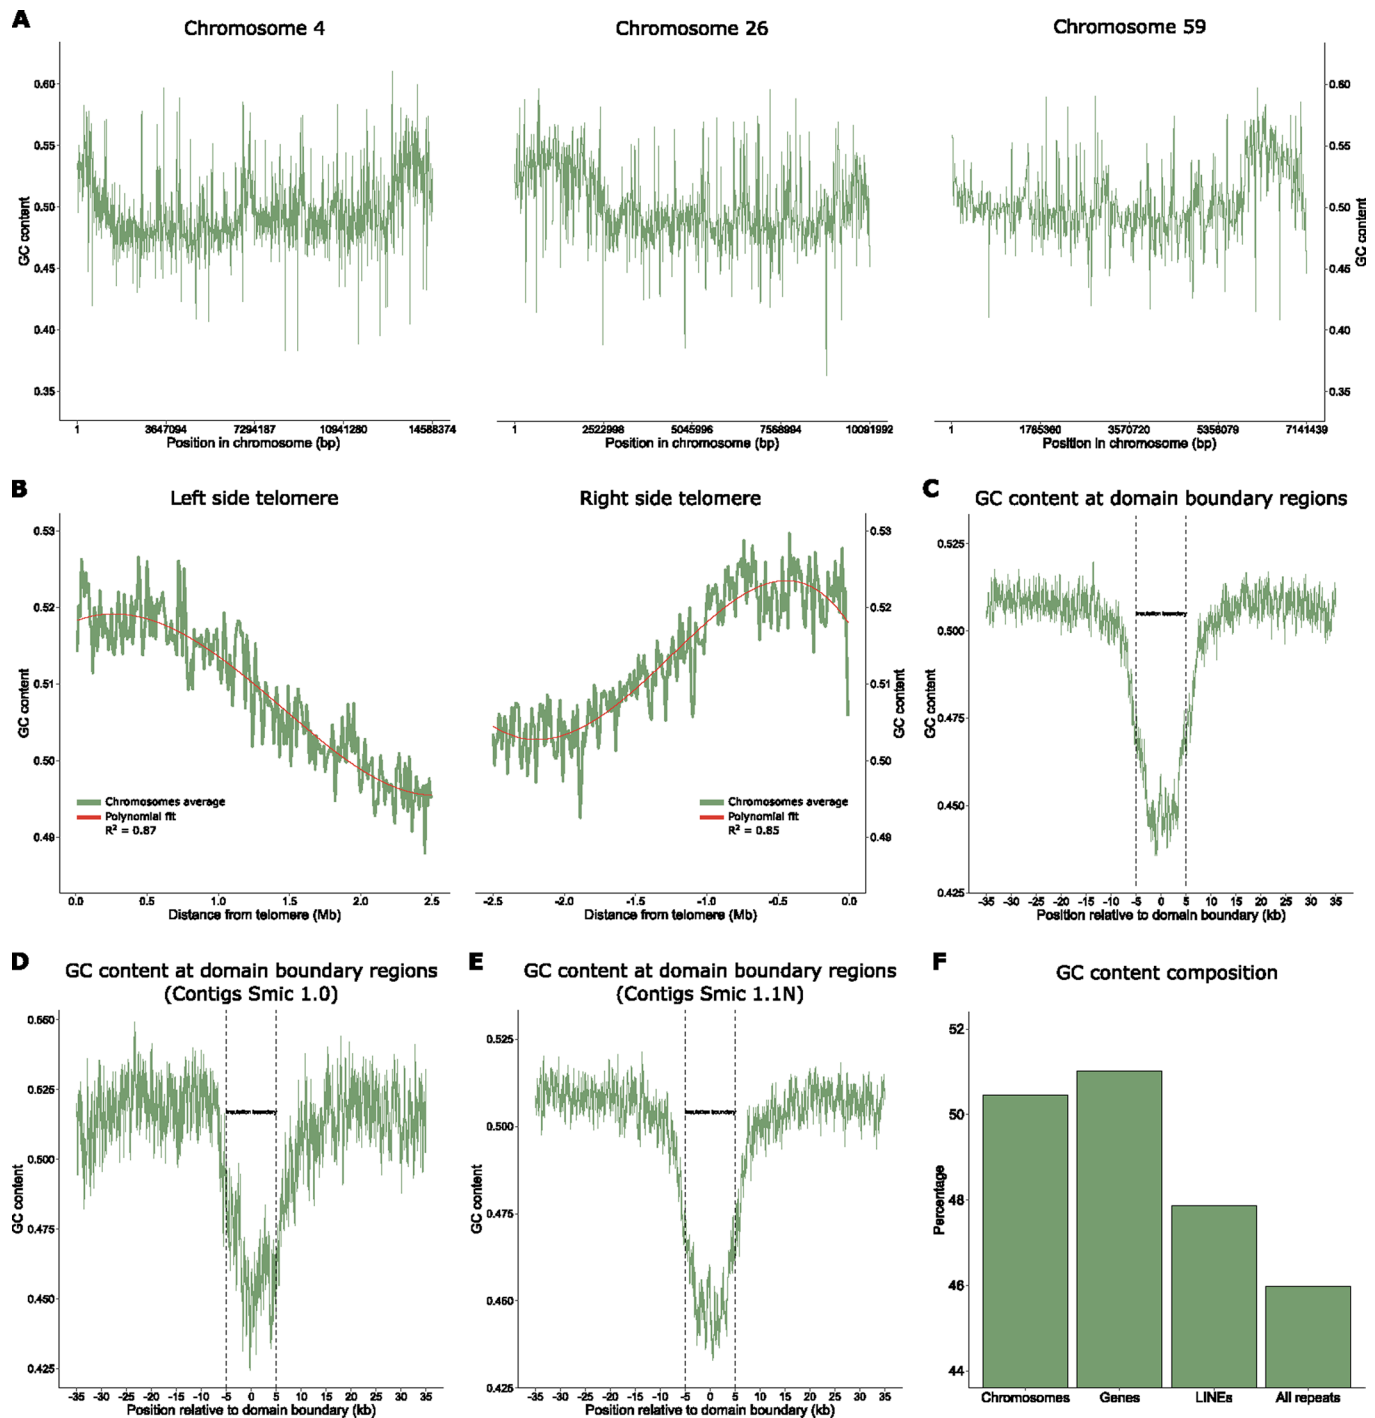 A
Chromosome 4
Chromosome 26
Chromosome 59
0.60
0.55
0.50
0.45
0.40
0.35
GC content
0.60
0.55
0.50
0.45
0.40
0.35
GC content
1 3647094 7294187 10941280 14588374
Position in chromosome (bp)
1 2522998 5045996 7568994 10091992
Position in chromosome (bp)
1 1785360 3570720 5356079 7141439
Position in chromosome (bp)
B
Left side telomere
Right side telomere
0.53
0.52
0.51
0.50
0.49
GC content
Chromosomes average
Polynomial fit
R² = 0.87
0.0 0.5 1.0 1.5 2.0 2.5
Distance from telomere (Mb)
0.53
0.52
0.51
0.50
0.49
GC content
Chromosomes average
Polynomial fit
R² = 0.85
-2.5 -2.0 -1.5 -1.0 -0.5 0.0
Distance from telomere (Mb)
C
GC content at domain boundary regions
0.525
0.500
0.475
0.450
0.425
GC content
Insulation boundary
-35 -30 -25 -20 -15 -10 -5 0 5 10 15 20 25 30 35
Position relative to domain boundary (kb)
D
GC content at domain boundary regions
(Contigs Smic 1.0)
0.550
0.525
0.500
0.475
0.450
0.425
GC content
Insulation boundary
-35 -30 -25 -20 -15 -10 -5 0 5 10 15 20 25 30 35
Position relative to domain boundary (kb)
E
GC content at domain boundary regions
(Contigs Smic 1.1N)
0.525
0.500
0.475
0.450
0.425
GC content
Insulation boundary
-35 -30 -25 -20 -15 -10 -5 0 5 10 15 20 25 30 35
Position relative to domain boundary (kb)
F
GC content composition
52
50
48
46
44
Percentage
Chromosomes Genes LINEs All repeats